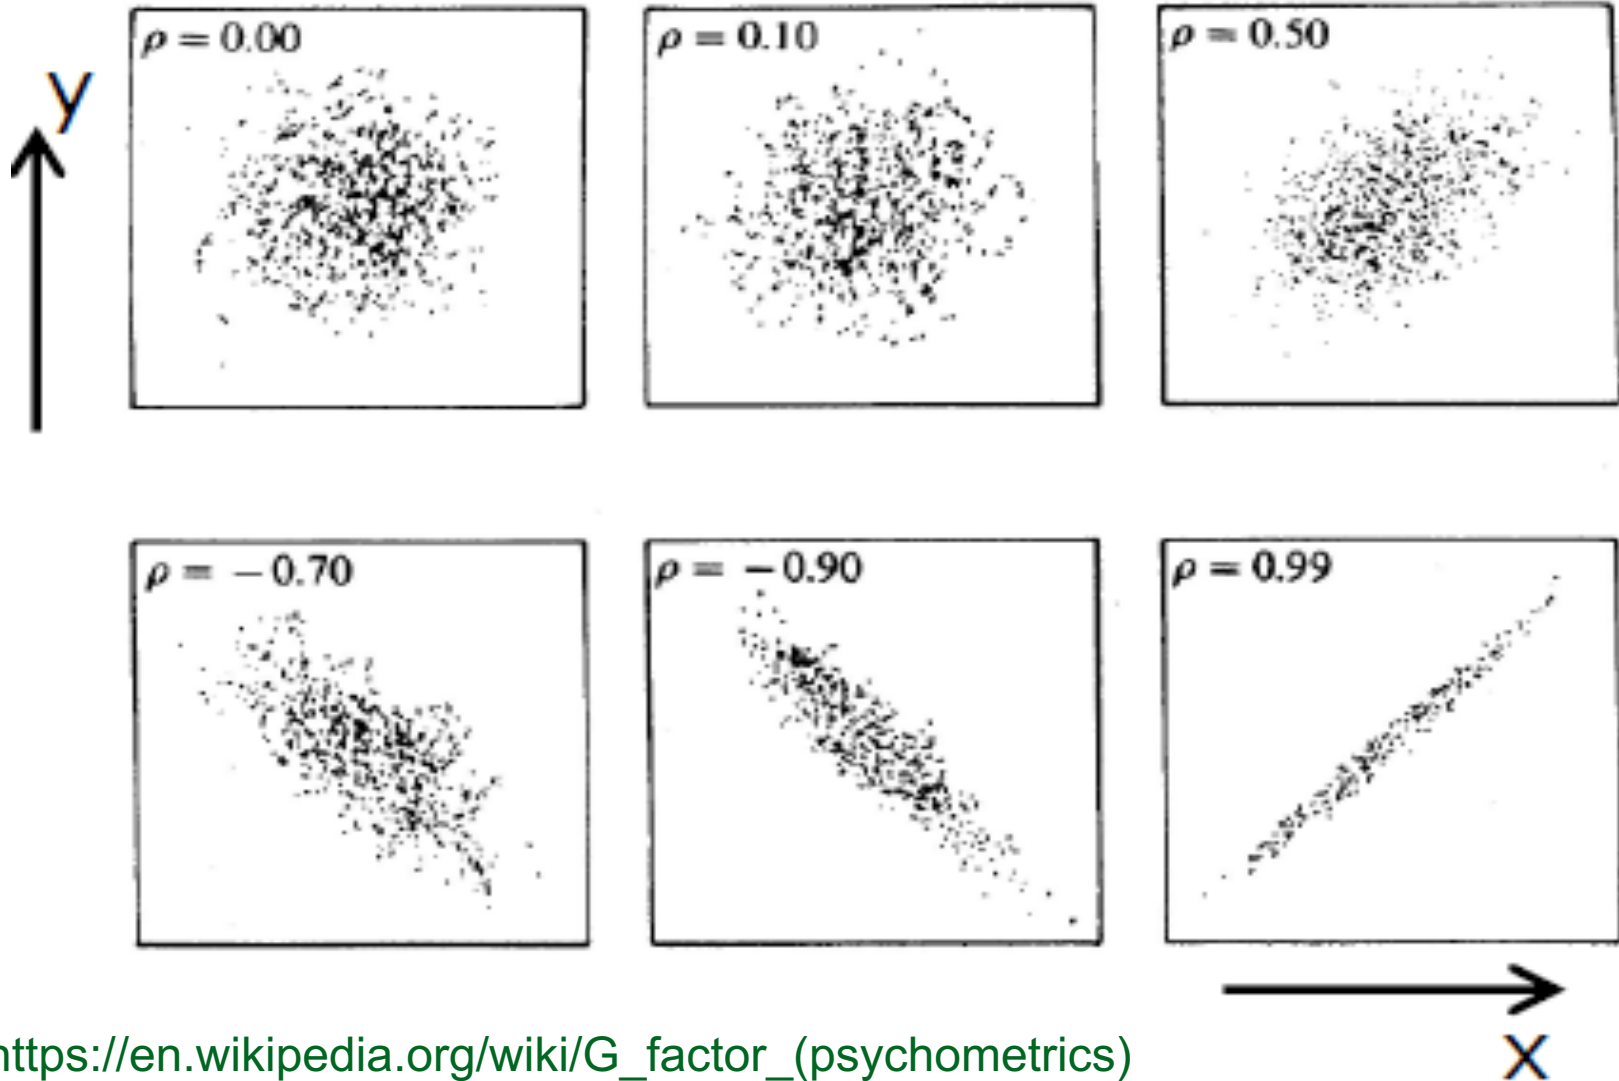 ρ = 0.00
ρ = 0.10
ρ = 0.50
y
ρ = −0.70
ρ = −0.90
ρ = 0.99
x
https://en.wikipedia.org/wiki/G_factor_(psychometrics)